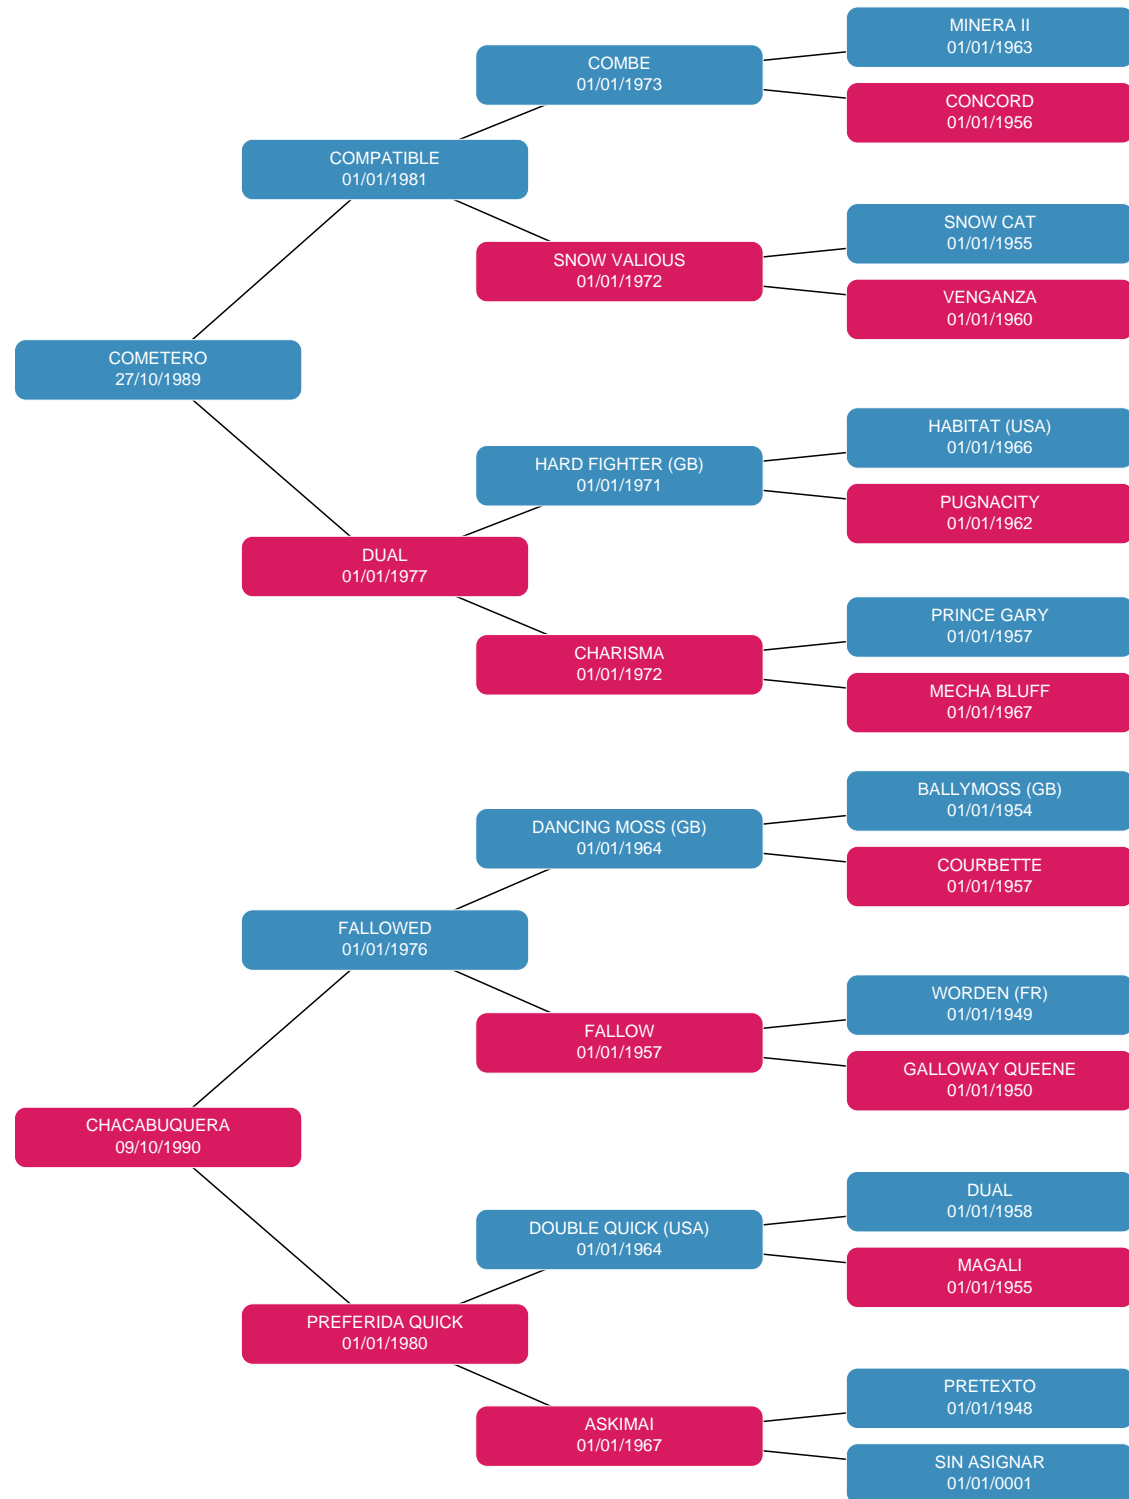 MINERA II
01/01/1963
COMBE
01/01/1973
CONCORD
01/01/1956
COMPATIBLE
01/01/1981
SNOW CAT
01/01/1955
SNOW VALIOUS
01/01/1972
VENGANZA
01/01/1960
COMETERO
27/10/1989
HABITAT (USA)
01/01/1966
HARD FIGHTER (GB)
01/01/1971
PUGNACITY
01/01/1962
DUAL
01/01/1977
PRINCE GARY
01/01/1957
CHARISMA
01/01/1972
MECHA BLUFF
01/01/1967
BALLYMOSS (GB)
01/01/1954
DANCING MOSS (GB)
01/01/1964
COURBETTE
01/01/1957
FALLOWED
01/01/1976
WORDEN (FR)
01/01/1949
FALLOW
01/01/1957
GALLOWAY QUEENE
01/01/1950
CHACABUQUERA
09/10/1990
DUAL
01/01/1958
DOUBLE QUICK (USA)
01/01/1964
MAGALI
01/01/1955
PREFERIDA QUICK
01/01/1980
PRETEXTO
01/01/1948
ASKIMAI
01/01/1967
SIN ASIGNAR
01/01/0001